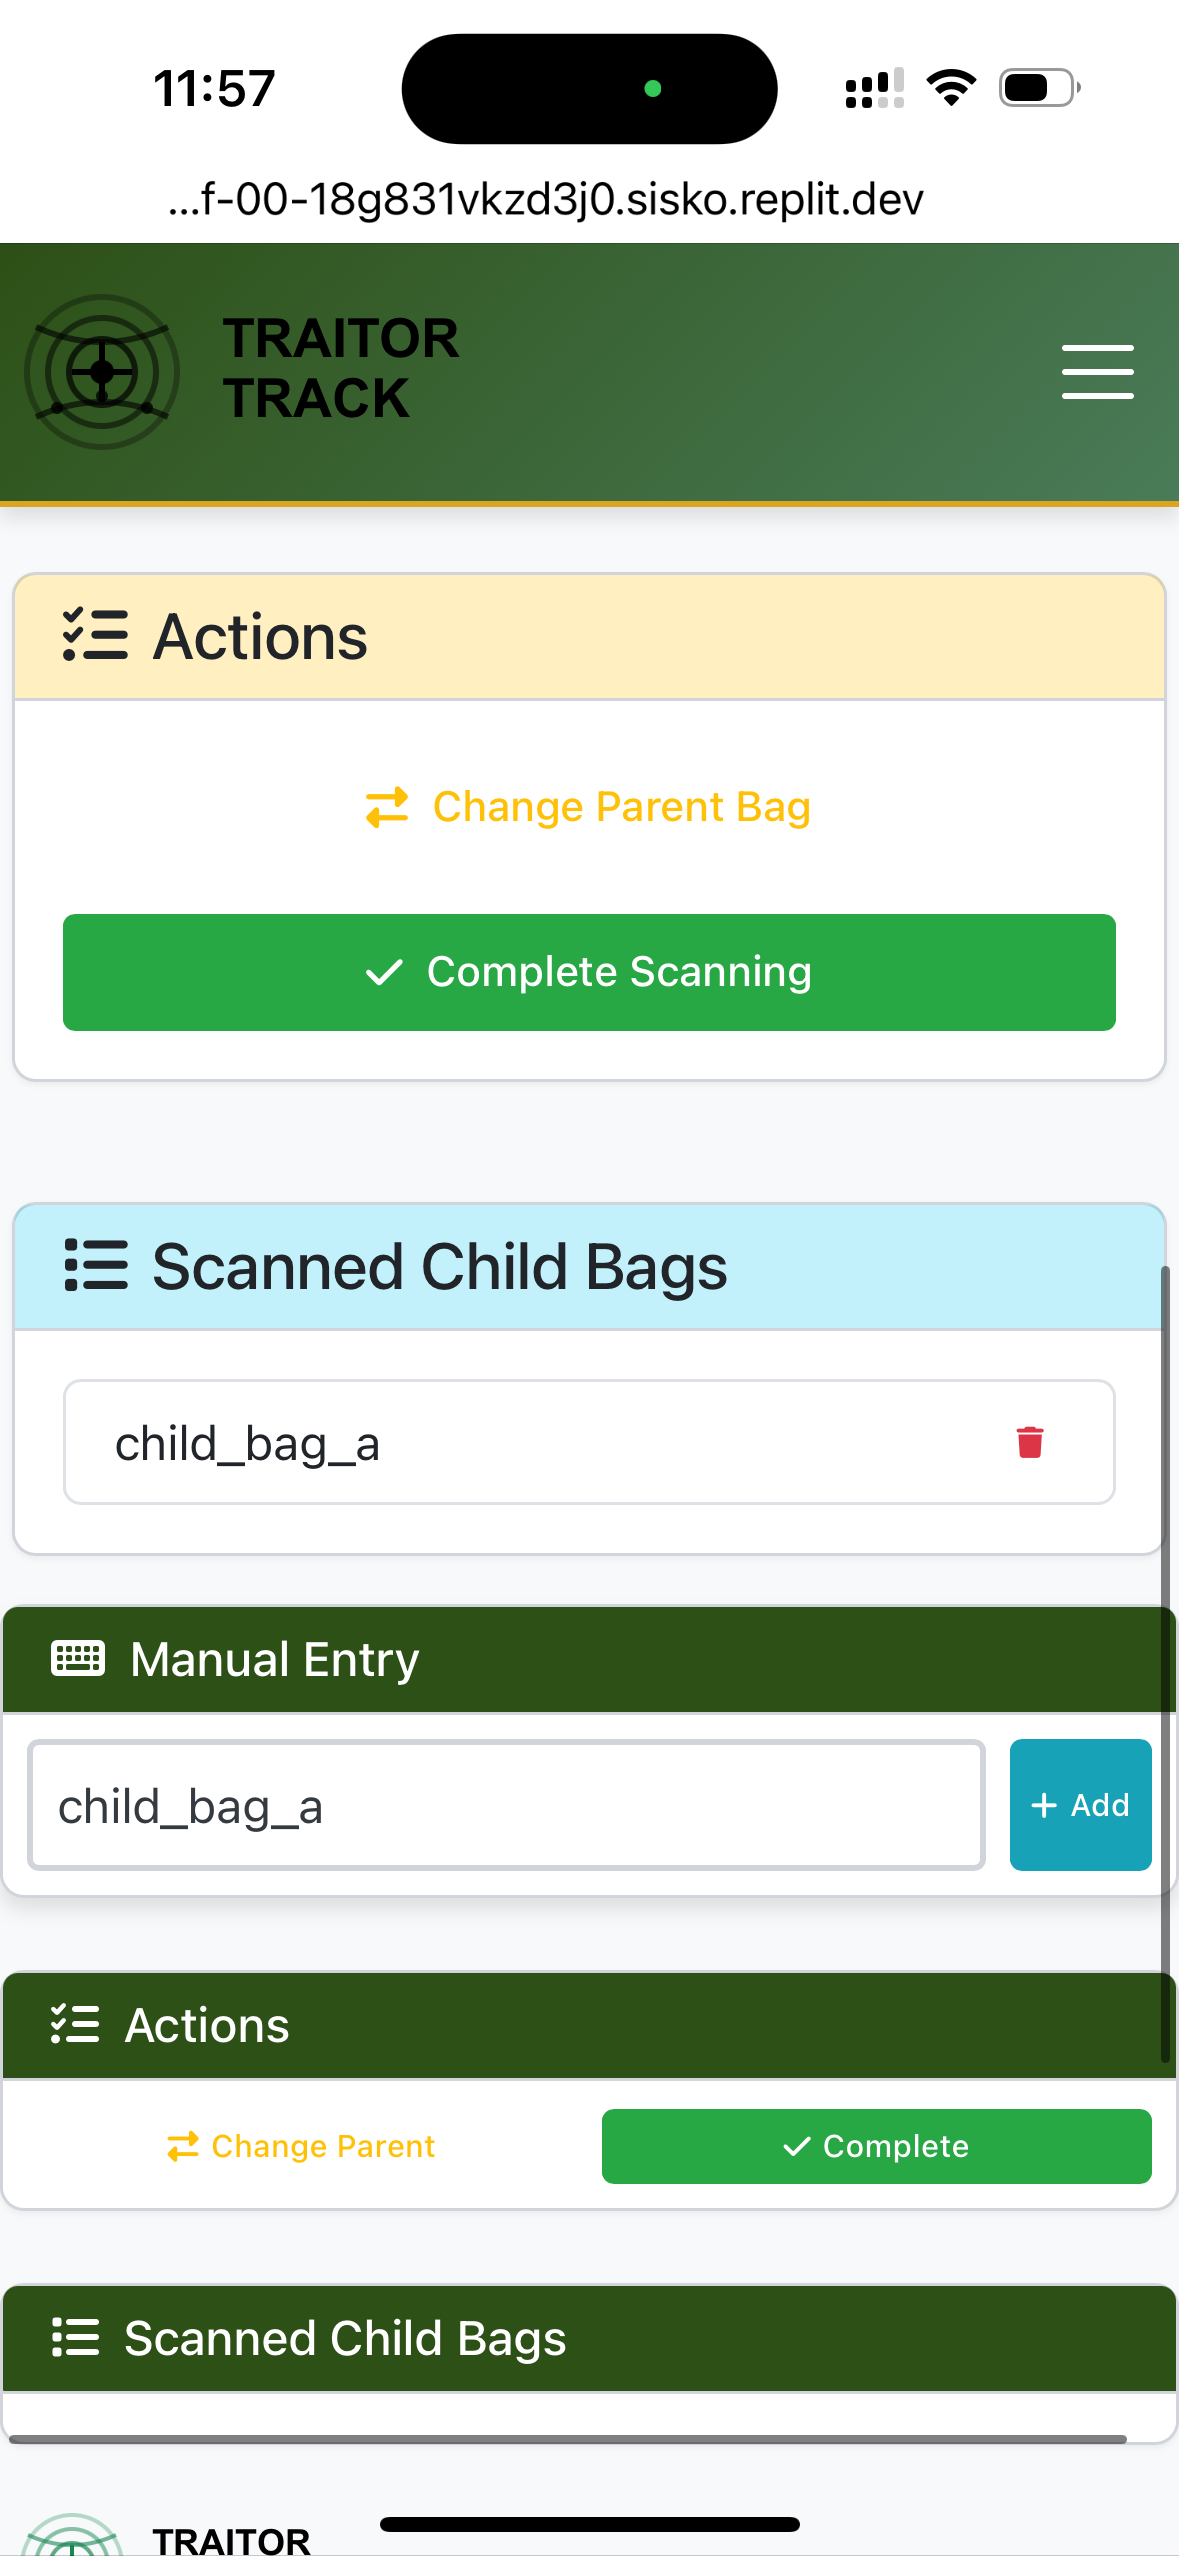 11:57
...f-00-18g831vkzd3j0.sisko.replit.dev
TRAITOR
TRACK
Actions
Change Parent Bag
Complete Scanning
Scanned Child Bags
child_bag_a
Manual Entry
child_bag_a
+ Add
Actions
Change Parent
Complete
Scanned Child Bags
TRAITOR